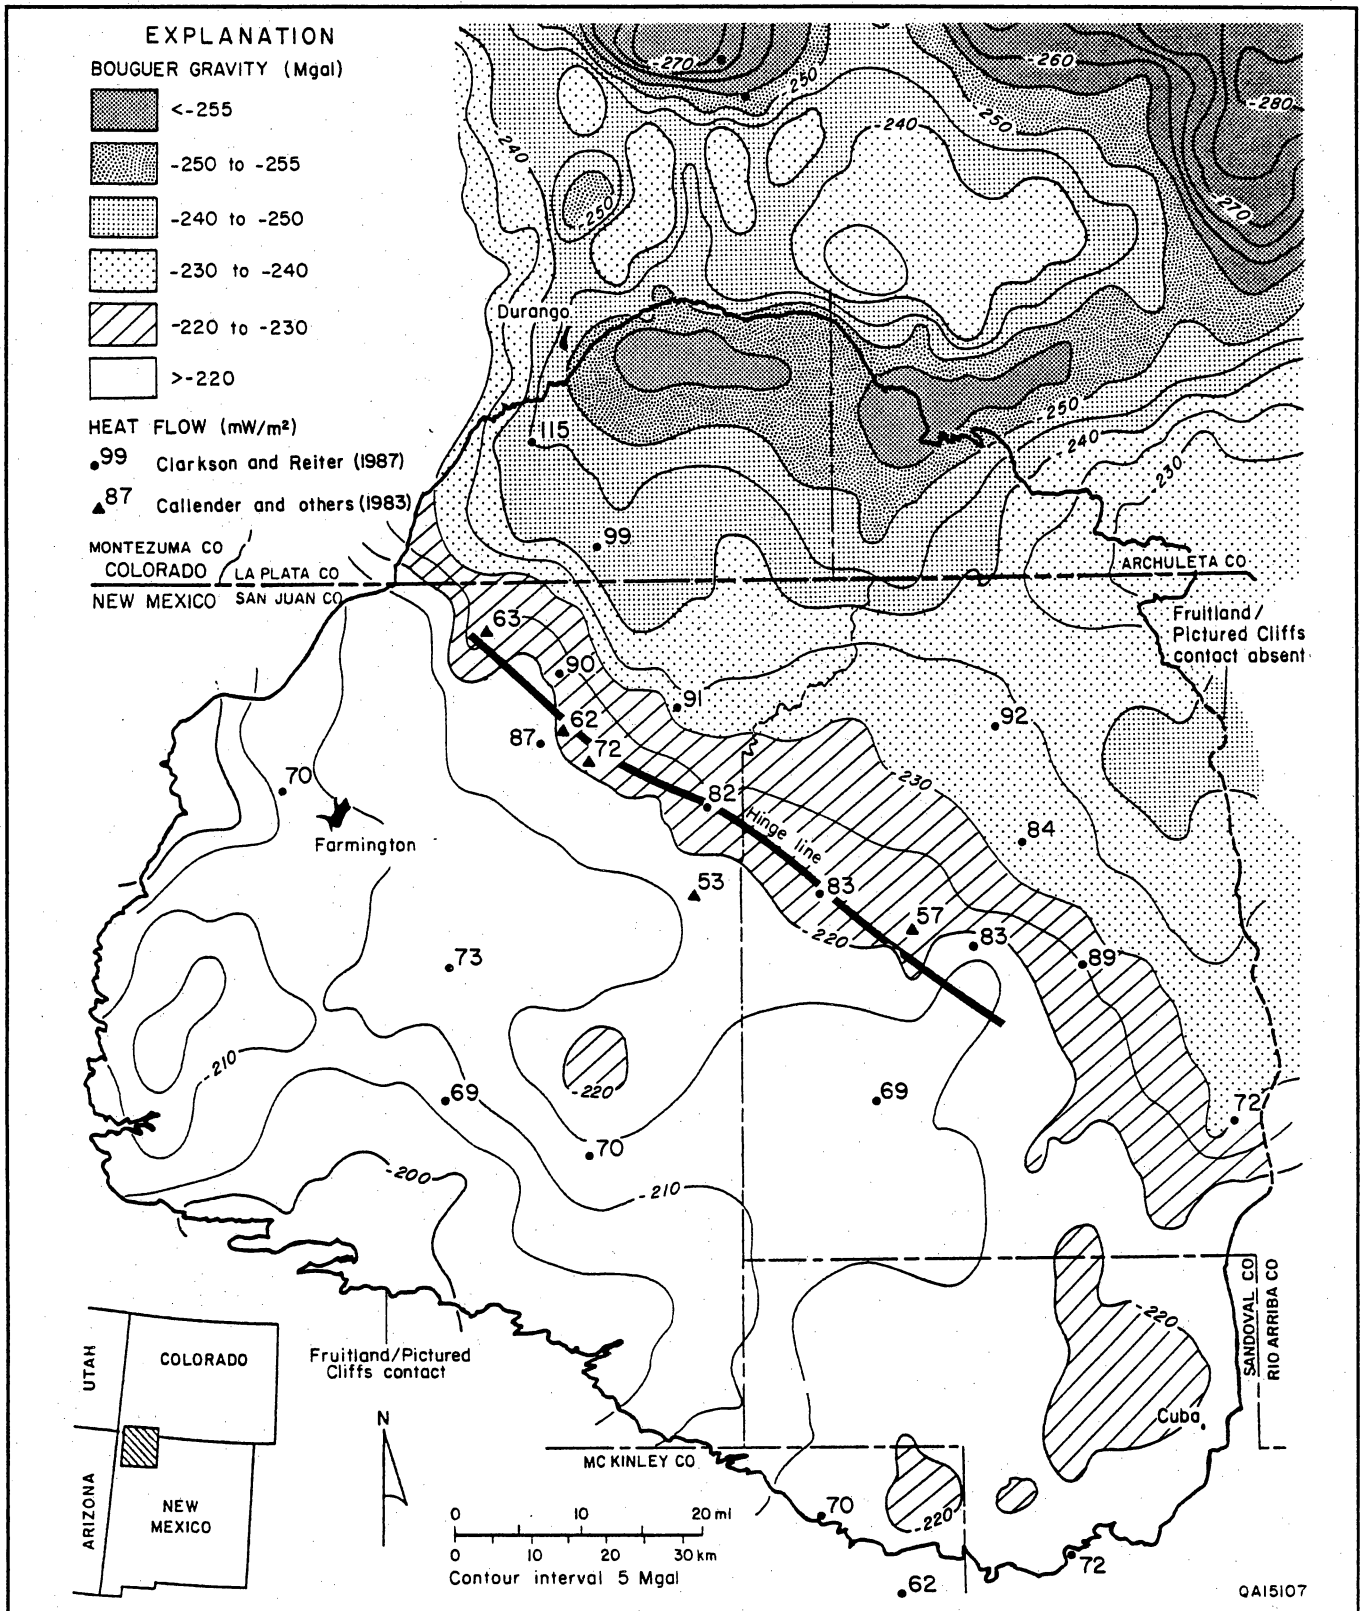 EXPLANATION
BOUGUER GRAVITY (Mgal)
<-255
-250 to -255
-240 to -250
-230 to -240
-220 to -230
>-220
HEAT FLOW (mW/m²)
99 Clarkson and Reiter (1987)
87 Callender and others (1983)
MONTEZUMA CO
COLORADO
LA PLATA CO
NEW MEXICO
SAN JUAN CO
ARCHULETA CO
-270
-250
-260
-280
-250
-240
-240
-250
-270
Durango
115
-250
-240
-230
99
Fruitland/
Pictured Cliffs
contact absent
63
90
91
92
62
87
72
70
-230
82
Hinge line
84
Farmington
53
83
57
-220
83
89
73
-210
-220
69
69
72
70
-200
-210
-220
SANDOVAL CO
RIO ARRIBA CO
Cuba
Fruitland/Pictured
Cliffs contact
UTAH
COLORADO
ARIZONA
NEW
MEXICO
N
MC KINLEY CO
70
-220
72
62
0 10 20 mi
0 10 20 30 km
Contour interval 5 Mgal
QA15107